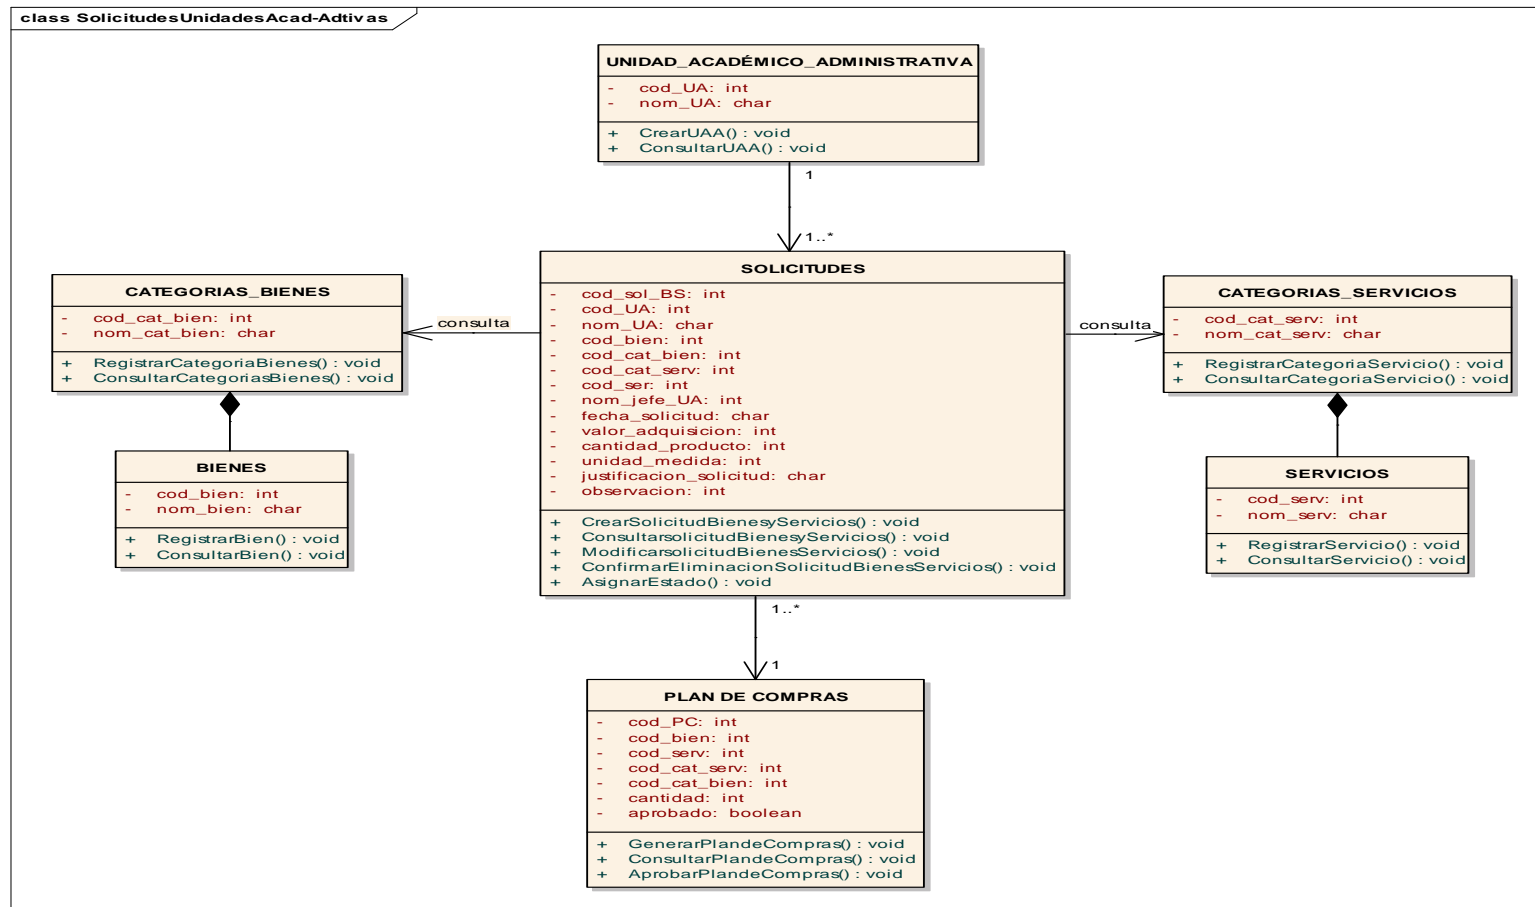 class SolicitudesUnidadesAcad-Adtivas
UNIDAD_ACADÉMICO_ADMINISTRATIVA
- cod_UA: int
- nom_UA: char
+ CrearUAA() : void
+ ConsultarUAA() : void
1
1..*
SOLICITUDES
- cod_sol_BS: int
- cod_UA: int
- nom_UA: char
- cod_bien: int
- cod_cat_bien: int
- cod_cat_serv: int
- cod_ser: int
- nom_jefe_UA: int
- fecha_solicitud: char
- valor_adquisicion: int
- cantidad_producto: int
- unidad_medida: int
- justificacion_solicitud: char
- observacion: int
+ CrearSolicitudBienesyServicios() : void
+ ConsultarsolicitudBienesyServicios() : void
+ ModificarsolicitudBienesServicios() : void
+ ConfirmarEliminacionSolicitudBienesServicios() : void
+ AsignarEstado() : void
CATEGORIAS_BIENES
- cod_cat_bien: int
- nom_cat_bien: char
+ RegistrarCategoriaBienes() : void
+ ConsultarCategoriasBienes() : void
consulta
BIENES
- cod_bien: int
- nom_bien: char
+ RegistrarBien() : void
+ ConsultarBien() : void
consulta
CATEGORIAS_SERVICIOS
- cod_cat_serv: int
- nom_cat_serv: char
+ RegistrarCategoriaServicio() : void
+ ConsultarCategoriaServicio() : void
SERVICIOS
- cod_serv: int
- nom_serv: char
+ RegistrarServicio() : void
+ ConsultarServicio() : void
1..*
1
PLAN DE COMPRAS
- cod_PC: int
- cod_bien: int
- cod_serv: int
- cod_cat_serv: int
- cod_cat_bien: int
- cantidad: int
- aprobado: boolean
+ GenerarPlandeCompras() : void
+ ConsultarPlandeCompras() : void
+ AprobarPlandeCompras() : void